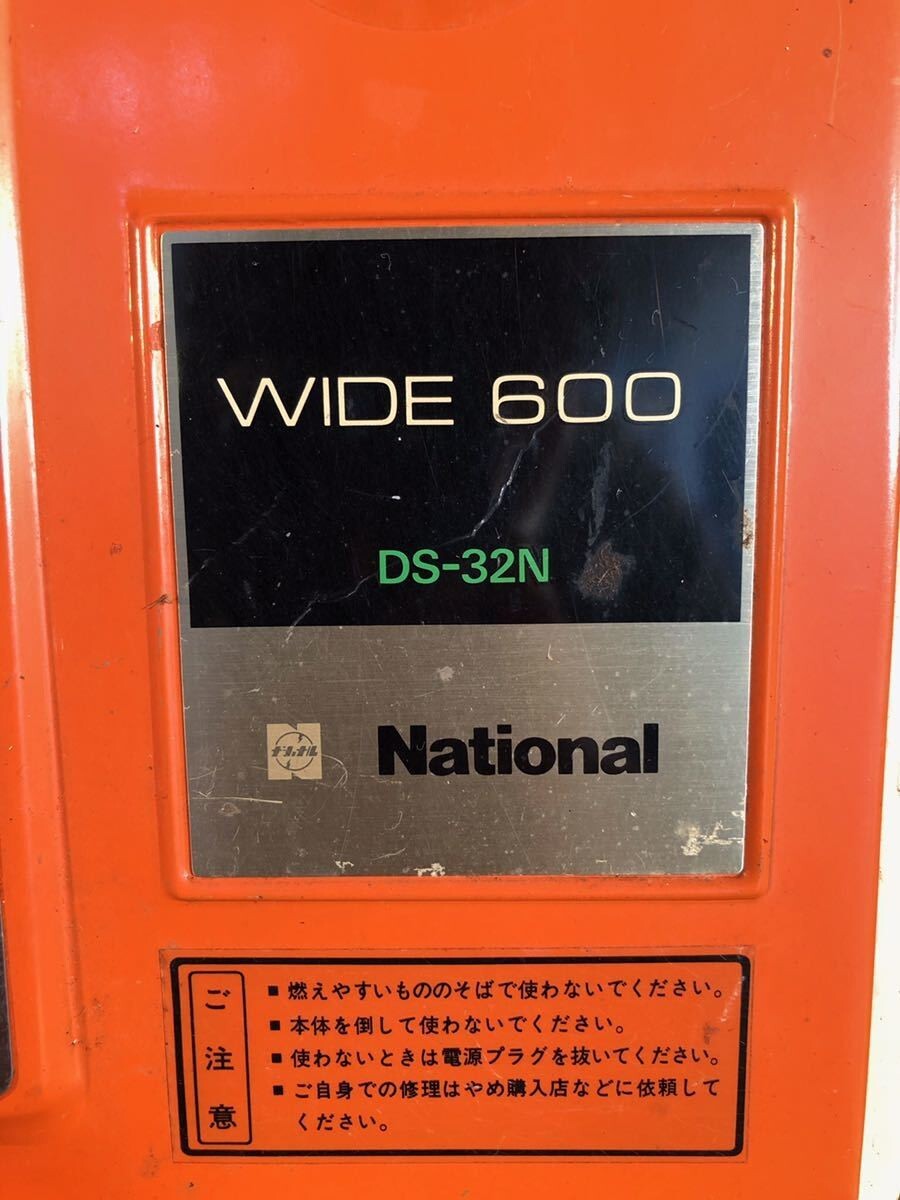 WIDE 600
DS-32N
ナショナル
National
ご注意
■ 燃えやすいもののそばで使わないでください。
■ 本体を倒して使わないでください。
■ 使わないときは電源プラグを抜いてください。
■ ご自身での修理はやめ購入店などに依頼して
ください。